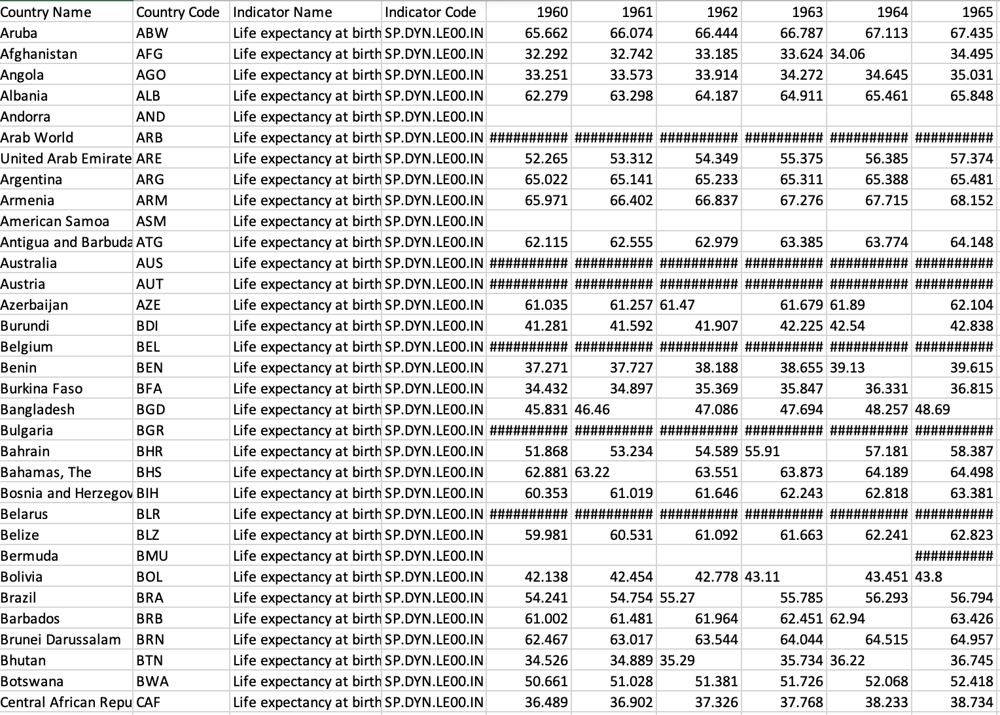 Country Name Country Code Indicator Name Indicator Code 1960 1961 1962 1963 1964 1965
Aruba ABW Life expectancy at birth SP.DYN.LE00.IN 65.662 66.074 66.444 66.787 67.113 67.435
Afghanistan AFG Life expectancy at birth SP.DYN.LE00.IN 32.292 32.742 33.185 33.624 34.06 34.495
Angola AGO Life expectancy at birth SP.DYN.LE00.IN 33.251 33.573 33.914 34.272 34.645 35.031
Albania ALB Life expectancy at birth SP.DYN.LE00.IN 62.279 63.298 64.187 64.911 65.461 65.848
Andorra AND Life expectancy at birth SP.DYN.LE00.IN
Arab World ARB Life expectancy at birth SP.DYN.LE00.IN ########## ########## ########## ########## ########## ##########
United Arab Emirate ARE Life expectancy at birth SP.DYN.LE00.IN 52.265 53.312 54.349 55.375 56.385 57.374
Argentina ARG Life expectancy at birth SP.DYN.LE00.IN 65.022 65.141 65.233 65.311 65.388 65.481
Armenia ARM Life expectancy at birth SP.DYN.LE00.IN 65.971 66.402 66.837 67.276 67.715 68.152
American Samoa ASM Life expectancy at birth SP.DYN.LE00.IN
Antigua and Barbuda ATG Life expectancy at birth SP.DYN.LE00.IN 62.115 62.555 62.979 63.385 63.774 64.148
Australia AUS Life expectancy at birth SP.DYN.LE00.IN ########## ########## ########## ########## ########## ##########
Austria AUT Life expectancy at birth SP.DYN.LE00.IN ########## ########## ########## ########## ########## ##########
Azerbaijan AZE Life expectancy at birth SP.DYN.LE00.IN 61.035 61.257 61.47 61.679 61.89 62.104
Burundi BDI Life expectancy at birth SP.DYN.LE00.IN 41.281 41.592 41.907 42.225 42.54 42.838
Belgium BEL Life expectancy at birth SP.DYN.LE00.IN ########## ########## ########## ########## ########## ##########
Benin BEN Life expectancy at birth SP.DYN.LE00.IN 37.271 37.727 38.188 38.655 39.13 39.615
Burkina Faso BFA Life expectancy at birth SP.DYN.LE00.IN 34.432 34.897 35.369 35.847 36.331 36.815
Bangladesh BGD Life expectancy at birth SP.DYN.LE00.IN 45.831 46.46 47.086 47.694 48.257 48.69
Bulgaria BGR Life expectancy at birth SP.DYN.LE00.IN ########## ########## ########## ########## ########## ##########
Bahrain BHR Life expectancy at birth SP.DYN.LE00.IN 51.868 53.234 54.589 55.91 57.181 58.387
Bahamas, The BHS Life expectancy at birth SP.DYN.LE00.IN 62.881 63.22 63.551 63.873 64.189 64.498
Bosnia and Herzegov BIH Life expectancy at birth SP.DYN.LE00.IN 60.353 61.019 61.646 62.243 62.818 63.381
Belarus BLR Life expectancy at birth SP.DYN.LE00.IN ########## ########## ########## ########## ########## ##########
Belize BLZ Life expectancy at birth SP.DYN.LE00.IN 59.981 60.531 61.092 61.663 62.241 62.823
Bermuda BMU Life expectancy at birth SP.DYN.LE00.IN ##########
Bolivia BOL Life expectancy at birth SP.DYN.LE00.IN 42.138 42.454 42.778 43.11 43.451 43.8
Brazil BRA Life expectancy at birth SP.DYN.LE00.IN 54.241 54.754 55.27 55.785 56.293 56.794
Barbados BRB Life expectancy at birth SP.DYN.LE00.IN 61.002 61.481 61.964 62.451 62.94 63.426
Brunei Darussalam BRN Life expectancy at birth SP.DYN.LE00.IN 62.467 63.017 63.544 64.044 64.515 64.957
Bhutan BTN Life expectancy at birth SP.DYN.LE00.IN 34.526 34.889 35.29 35.734 36.22 36.745
Botswana BWA Life expectancy at birth SP.DYN.LE00.IN 50.661 51.028 51.381 51.726 52.068 52.418
Central African Repu CAF Life expectancy at birth SP.DYN.LE00.IN 36.489 36.902 37.326 37.768 38.233 38.734